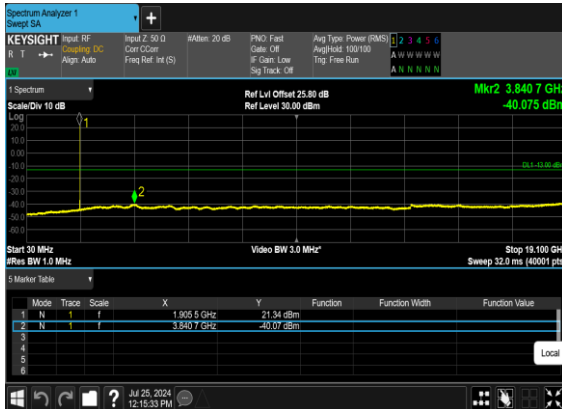 Spectrum Analyzer 1
Swept SA
KEYSIGHT Input: RF Input Z: 50 Ω #Atten: 20 dB PNO: Fast Avg Type: Power (RMS) 1 2 3 4 5 6
R T Coupling: DC Corr CCorr Gate: Off Avg|Hold: 100/100 A W W W W W
Align: Auto Freq Ref: Int (S) IF Gain: Low Trig: Free Run
Sig Track: Off A N N N N N
LXI
1 Spectrum Ref Lvl Offset 25.80 dB Mkr2 3.840 7 GHz
Scale/Div 10 dB Ref Level 30.00 dBm -40.075 dBm
Log
1
20.0
10.0
0.00
-10.0
DL1 -13.00 dBm
-20.0
-30.0
2
-40.0
-50.0
-60.0
Start 30 MHz Video BW 3.0 MHz* Stop 19.100 GHz
#Res BW 1.0 MHz Sweep 32.0 ms (40001 pts)
5 Marker Table
Mode Trace Scale X Y Function Function Width Function Value
1 N 1 f 1.905 5 GHz 21.34 dBm
2 N 1 f 3.840 7 GHz -40.07 dBm
3
4
5
6
Local
? Jul 25, 2024
12:15:33 PM